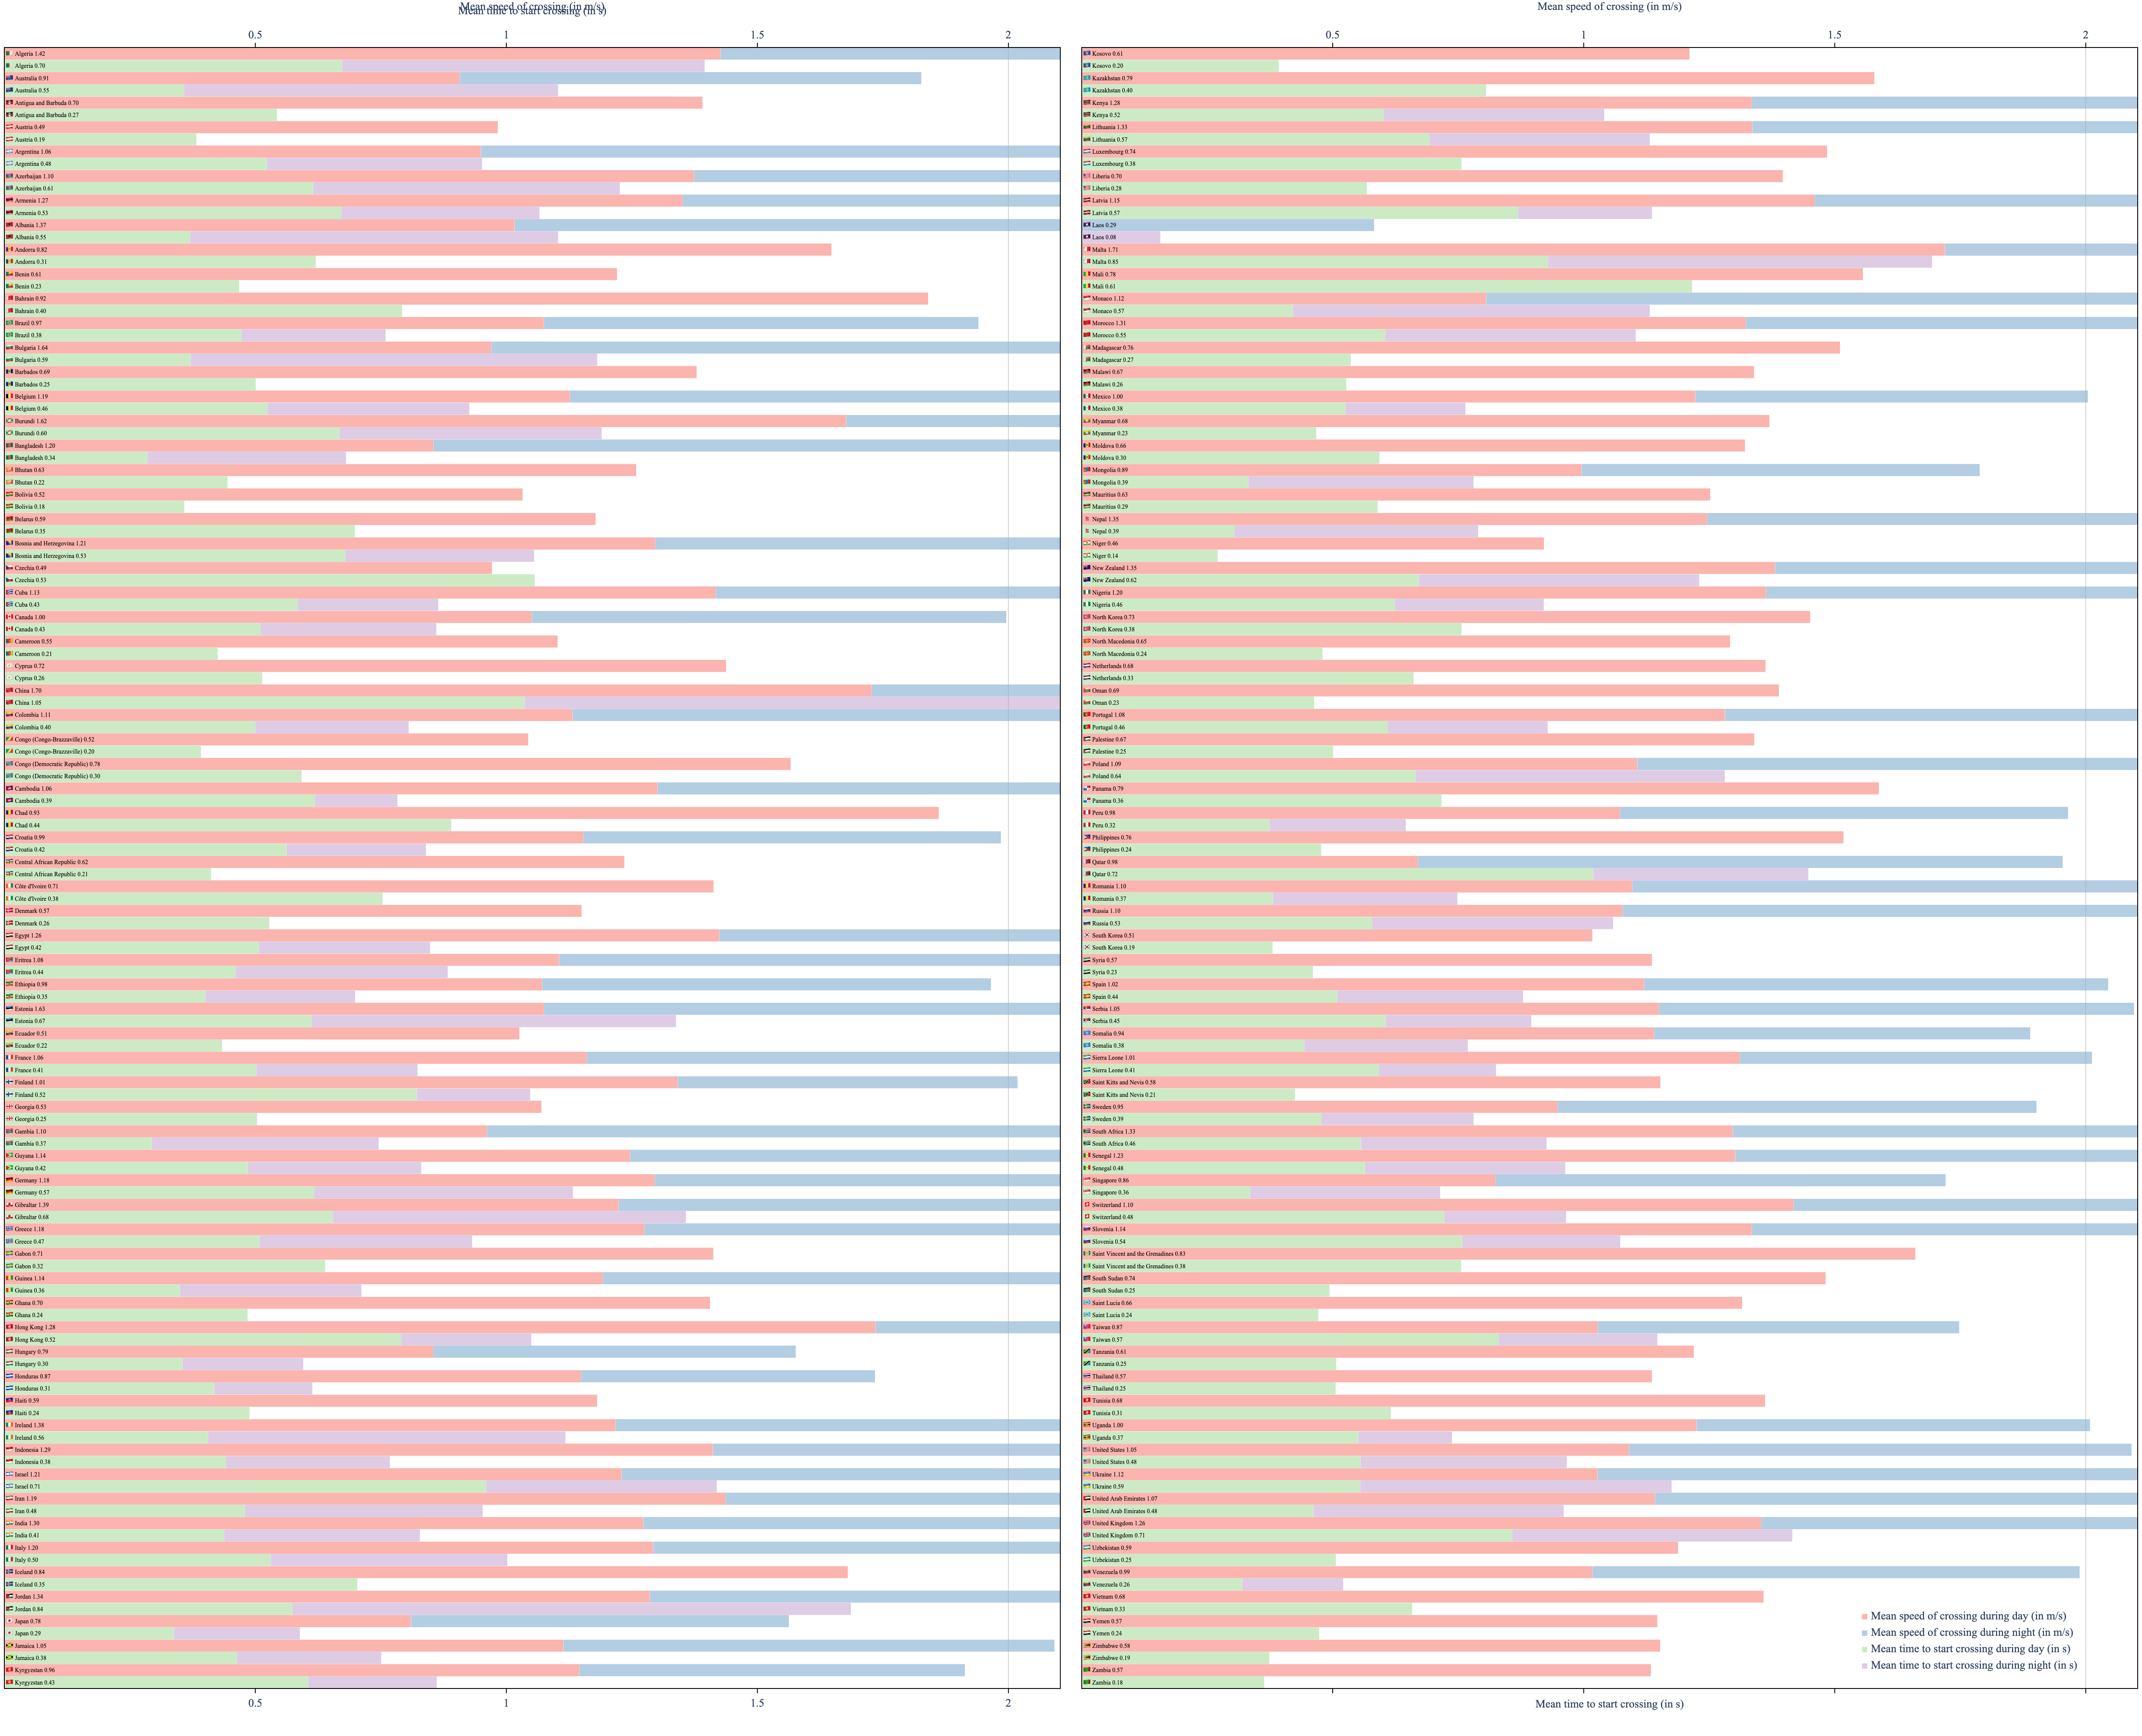 Mean speed of crossing (in m/s)
Mean time to start crossing (in s)
0.5 1 1.5 2
Algeria 1.42
Algeria 0.70
Australia 0.91
Australia 0.55
Antigua and Barbuda 0.70
Antigua and Barbuda 0.27
Austria 0.49
Austria 0.19
Argentina 1.06
Argentina 0.48
Azerbaijan 1.10
Azerbaijan 0.61
Armenia 1.27
Armenia 0.53
Albania 1.37
Albania 0.55
Andorra 0.82
Andorra 0.31
Benin 0.61
Benin 0.23
Bahrain 0.92
Bahrain 0.40
Brazil 0.97
Brazil 0.38
Bulgaria 1.64
Bulgaria 0.59
Barbados 0.69
Barbados 0.25
Belgium 1.19
Belgium 0.46
Burundi 1.62
Burundi 0.60
Bangladesh 1.20
Bangladesh 0.34
Bhutan 0.63
Bhutan 0.22
Bolivia 0.52
Bolivia 0.18
Belarus 0.59
Belarus 0.35
Bosnia and Herzegovina 1.21
Bosnia and Herzegovina 0.53
Czechia 0.49
Czechia 0.53
Cuba 1.13
Cuba 0.43
Canada 1.00
Canada 0.43
Cameroon 0.55
Cameroon 0.21
Cyprus 0.72
Cyprus 0.26
China 1.70
China 1.05
Colombia 1.11
Colombia 0.40
Congo (Congo-Brazzaville) 0.52
Congo (Congo-Brazzaville) 0.20
Congo (Democratic Republic) 0.78
Congo (Democratic Republic) 0.30
Cambodia 1.06
Cambodia 0.39
Chad 0.93
Chad 0.44
Croatia 0.99
Croatia 0.42
Central African Republic 0.62
Central African Republic 0.21
Côte d'Ivoire 0.71
Côte d'Ivoire 0.38
Denmark 0.57
Denmark 0.26
Egypt 1.26
Egypt 0.42
Eritrea 1.08
Eritrea 0.44
Ethiopia 0.98
Ethiopia 0.35
Estonia 1.63
Estonia 0.67
Ecuador 0.51
Ecuador 0.22
France 1.06
France 0.41
Finland 1.01
Finland 0.52
Georgia 0.53
Georgia 0.25
Gambia 1.10
Gambia 0.37
Guyana 1.14
Guyana 0.42
Germany 1.18
Germany 0.57
Gibraltar 1.39
Gibraltar 0.68
Greece 1.18
Greece 0.47
Gabon 0.71
Gabon 0.32
Guinea 1.14
Guinea 0.36
Ghana 0.70
Ghana 0.24
Hong Kong 1.28
Hong Kong 0.52
Hungary 0.79
Hungary 0.30
Honduras 0.87
Honduras 0.31
Haiti 0.59
Haiti 0.24
Ireland 1.38
Ireland 0.56
Indonesia 1.29
Indonesia 0.38
Israel 1.21
Israel 0.71
Iran 1.19
Iran 0.48
India 1.30
India 0.41
Italy 1.20
Italy 0.50
Iceland 0.84
Iceland 0.35
Jordan 1.34
Jordan 0.84
Japan 0.78
Japan 0.29
Jamaica 1.05
Jamaica 0.38
Kyrgyzstan 0.96
Kyrgyzstan 0.43
0.5 1 1.5 2
Mean speed of crossing (in m/s)
0.5 1 1.5 2
Kosovo 0.61
Kosovo 0.20
Kazakhstan 0.79
Kazakhstan 0.40
Kenya 1.28
Kenya 0.52
Lithuania 1.33
Lithuania 0.57
Luxembourg 0.74
Luxembourg 0.38
Liberia 0.70
Liberia 0.28
Latvia 1.15
Latvia 0.57
Laos 0.29
Laos 0.08
Malta 1.71
Malta 0.85
Mali 0.78
Mali 0.61
Monaco 1.12
Monaco 0.57
Morocco 1.31
Morocco 0.55
Madagascar 0.76
Madagascar 0.27
Malawi 0.67
Malawi 0.26
Mexico 1.00
Mexico 0.38
Myanmar 0.68
Myanmar 0.23
Moldova 0.66
Moldova 0.30
Mongolia 0.89
Mongolia 0.39
Mauritius 0.63
Mauritius 0.29
Nepal 1.35
Nepal 0.39
Niger 0.46
Niger 0.14
New Zealand 1.35
New Zealand 0.62
Nigeria 1.20
Nigeria 0.46
North Korea 0.73
North Korea 0.38
North Macedonia 0.65
North Macedonia 0.24
Netherlands 0.68
Netherlands 0.33
Oman 0.69
Oman 0.23
Portugal 1.08
Portugal 0.46
Palestine 0.67
Palestine 0.25
Poland 1.09
Poland 0.64
Panama 0.79
Panama 0.36
Peru 0.98
Peru 0.32
Philippines 0.76
Philippines 0.24
Qatar 0.98
Qatar 0.72
Romania 1.10
Romania 0.37
Russia 1.10
Russia 0.53
South Korea 0.51
South Korea 0.19
Syria 0.57
Syria 0.23
Spain 1.02
Spain 0.44
Serbia 1.05
Serbia 0.45
Somalia 0.94
Somalia 0.38
Sierra Leone 1.01
Sierra Leone 0.41
Saint Kitts and Nevis 0.58
Saint Kitts and Nevis 0.21
Sweden 0.95
Sweden 0.39
South Africa 1.33
South Africa 0.46
Senegal 1.23
Senegal 0.48
Singapore 0.86
Singapore 0.36
Switzerland 1.10
Switzerland 0.48
Slovenia 1.14
Slovenia 0.54
Saint Vincent and the Grenadines 0.83
Saint Vincent and the Grenadines 0.38
South Sudan 0.74
South Sudan 0.25
Saint Lucia 0.66
Saint Lucia 0.24
Taiwan 0.87
Taiwan 0.57
Tanzania 0.61
Tanzania 0.25
Thailand 0.57
Thailand 0.25
Tunisia 0.68
Tunisia 0.31
Uganda 1.00
Uganda 0.37
United States 1.05
United States 0.48
Ukraine 1.12
Ukraine 0.59
United Arab Emirates 1.07
United Arab Emirates 0.48
United Kingdom 1.26
United Kingdom 0.71
Uzbekistan 0.59
Uzbekistan 0.25
Venezuela 0.99
Venezuela 0.26
Vietnam 0.68
Vietnam 0.33
Yemen 0.57
Yemen 0.24
Zimbabwe 0.58
Zimbabwe 0.19
Zambia 0.57
Zambia 0.18
Mean speed of crossing during day (in m/s)
Mean speed of crossing during night (in m/s)
Mean time to start crossing during day (in s)
Mean time to start crossing during night (in s)
0.5 1 1.5 2
Mean time to start crossing (in s)